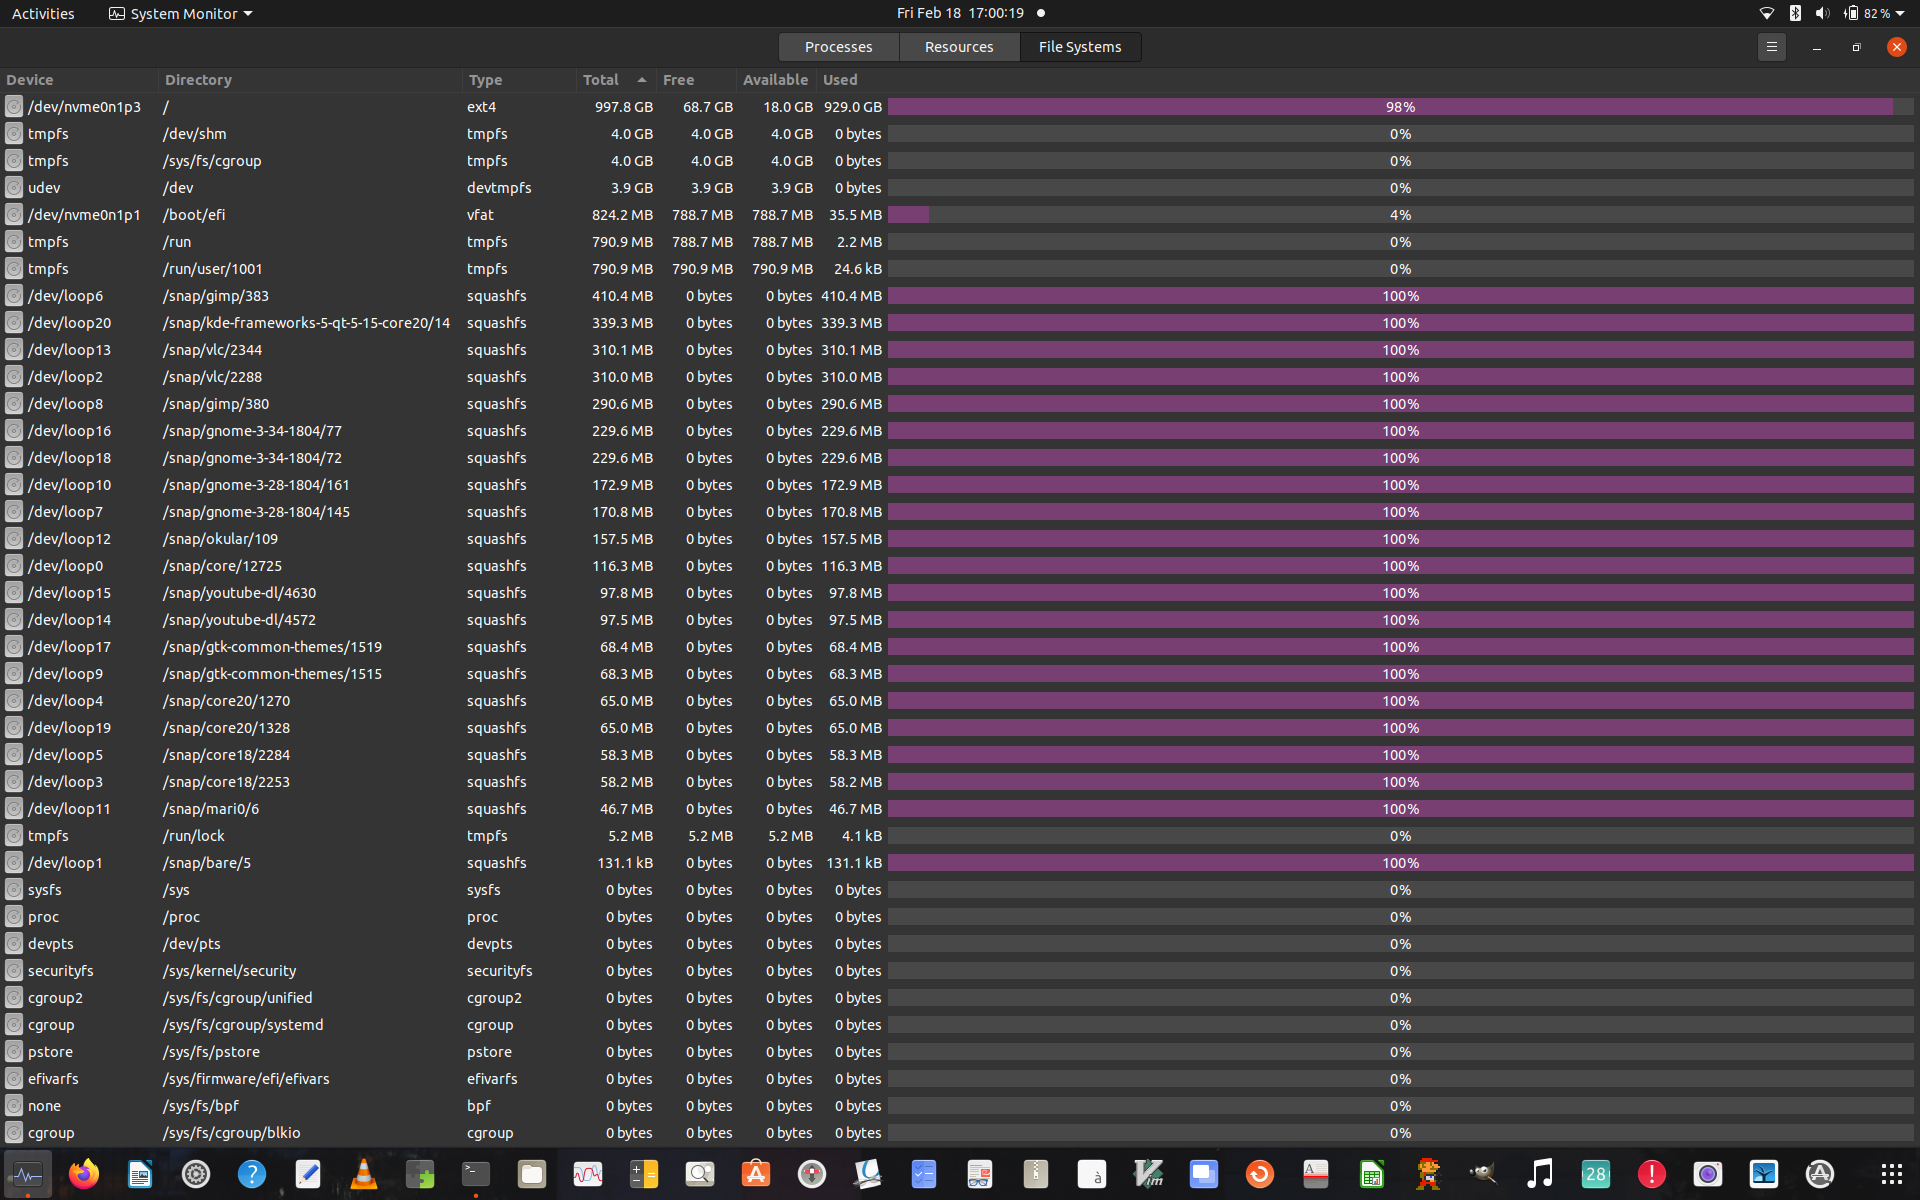 Activities System Monitor Fri Feb 18 17:00:19 82 %
Processes Resources File Systems
Device Directory Type Total Free Available Used
/dev/nvme0n1p3 / ext4 997.8 GB 68.7 GB 18.0 GB 929.0 GB 98%
tmpfs /dev/shm tmpfs 4.0 GB 4.0 GB 4.0 GB 0 bytes 0%
tmpfs /sys/fs/cgroup tmpfs 4.0 GB 4.0 GB 4.0 GB 0 bytes 0%
udev /dev devtmpfs 3.9 GB 3.9 GB 3.9 GB 0 bytes 0%
/dev/nvme0n1p1 /boot/efi vfat 824.2 MB 788.7 MB 788.7 MB 35.5 MB 4%
tmpfs /run tmpfs 790.9 MB 788.7 MB 788.7 MB 2.2 MB 0%
tmpfs /run/user/1001 tmpfs 790.9 MB 790.9 MB 790.9 MB 24.6 kB 0%
/dev/loop6 /snap/gimp/383 squashfs 410.4 MB 0 bytes 0 bytes 410.4 MB 100%
/dev/loop20 /snap/kde-frameworks-5-qt-5-15-core20/14 squashfs 339.3 MB 0 bytes 0 bytes 339.3 MB 100%
/dev/loop13 /snap/vlc/2344 squashfs 310.1 MB 0 bytes 0 bytes 310.1 MB 100%
/dev/loop2 /snap/vlc/2288 squashfs 310.0 MB 0 bytes 0 bytes 310.0 MB 100%
/dev/loop8 /snap/gimp/380 squashfs 290.6 MB 0 bytes 0 bytes 290.6 MB 100%
/dev/loop16 /snap/gnome-3-34-1804/77 squashfs 229.6 MB 0 bytes 0 bytes 229.6 MB 100%
/dev/loop18 /snap/gnome-3-34-1804/72 squashfs 229.6 MB 0 bytes 0 bytes 229.6 MB 100%
/dev/loop10 /snap/gnome-3-28-1804/161 squashfs 172.9 MB 0 bytes 0 bytes 172.9 MB 100%
/dev/loop7 /snap/gnome-3-28-1804/145 squashfs 170.8 MB 0 bytes 0 bytes 170.8 MB 100%
/dev/loop12 /snap/okular/109 squashfs 157.5 MB 0 bytes 0 bytes 157.5 MB 100%
/dev/loop0 /snap/core/12725 squashfs 116.3 MB 0 bytes 0 bytes 116.3 MB 100%
/dev/loop15 /snap/youtube-dl/4630 squashfs 97.8 MB 0 bytes 0 bytes 97.8 MB 100%
/dev/loop14 /snap/youtube-dl/4572 squashfs 97.5 MB 0 bytes 0 bytes 97.5 MB 100%
/dev/loop17 /snap/gtk-common-themes/1519 squashfs 68.4 MB 0 bytes 0 bytes 68.4 MB 100%
/dev/loop9 /snap/gtk-common-themes/1515 squashfs 68.3 MB 0 bytes 0 bytes 68.3 MB 100%
/dev/loop4 /snap/core20/1270 squashfs 65.0 MB 0 bytes 0 bytes 65.0 MB 100%
/dev/loop19 /snap/core20/1328 squashfs 65.0 MB 0 bytes 0 bytes 65.0 MB 100%
/dev/loop5 /snap/core18/2284 squashfs 58.3 MB 0 bytes 0 bytes 58.3 MB 100%
/dev/loop3 /snap/core18/2253 squashfs 58.2 MB 0 bytes 0 bytes 58.2 MB 100%
/dev/loop11 /snap/mari0/6 squashfs 46.7 MB 0 bytes 0 bytes 46.7 MB 100%
tmpfs /run/lock tmpfs 5.2 MB 5.2 MB 5.2 MB 4.1 kB 0%
/dev/loop1 /snap/bare/5 squashfs 131.1 kB 0 bytes 0 bytes 131.1 kB 100%
sysfs /sys sysfs 0 bytes 0 bytes 0 bytes 0 bytes 0%
proc /proc proc 0 bytes 0 bytes 0 bytes 0 bytes 0%
devpts /dev/pts devpts 0 bytes 0 bytes 0 bytes 0 bytes 0%
securityfs /sys/kernel/security securityfs 0 bytes 0 bytes 0 bytes 0 bytes 0%
cgroup2 /sys/fs/cgroup/unified cgroup2 0 bytes 0 bytes 0 bytes 0 bytes 0%
cgroup /sys/fs/cgroup/systemd cgroup 0 bytes 0 bytes 0 bytes 0 bytes 0%
pstore /sys/fs/pstore pstore 0 bytes 0 bytes 0 bytes 0 bytes 0%
efivarfs /sys/firmware/efi/efivars efivarfs 0 bytes 0 bytes 0 bytes 0 bytes 0%
none /sys/fs/bpf bpf 0 bytes 0 bytes 0 bytes 0 bytes 0%
cgroup /sys/fs/cgroup/blkio cgroup 0 bytes 0 bytes 0 bytes 0 bytes 0%
? à Vim A 28 !